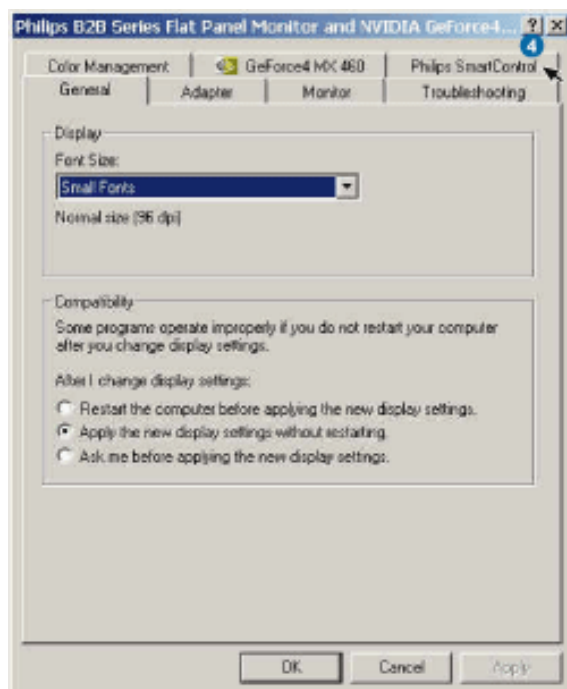 Philips B2B Series Flat Panel Monitor and NVIDIA GeForce4...
4
Color Management GeForce4 MX 460 Philips SmartControl
General Adapter Monitor Troubleshooting
Display
Font Size:
Small Fonts
Normal size (96 dpi)
Compatibility
Some programs operate improperly if you do not restart your computer
after you change display settings.
After I change display settings:
Restart the computer before applying the new display settings.
Apply the new display settings without restarting.
Ask me before applying the new display settings.
OK Cancel Apply